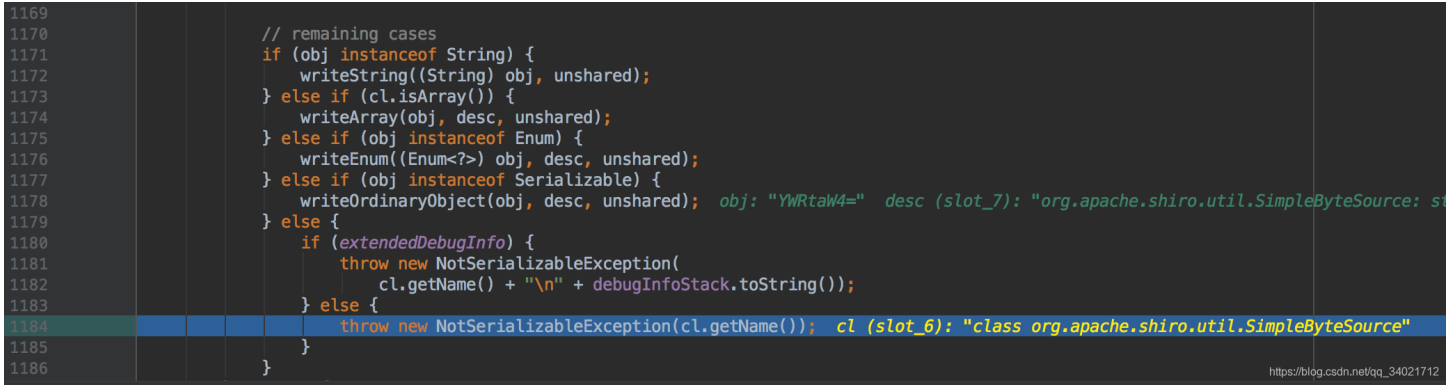 1169
1170 // remaining cases
1171 if (obj instanceof String) {
1172 writeString((String) obj, unshared);
1173 } else if (cl.isArray()) {
1174 writeArray(obj, desc, unshared);
1175 } else if (obj instanceof Enum) {
1176 writeEnum((Enum<?>) obj, desc, unshared);
1177 } else if (obj instanceof Serializable) {
1178 writeOrdinaryObject(obj, desc, unshared); obj: "YWRtaW4=" desc (slot_7): "org.apache.shiro.util.SimpleByteSource: st
1179 } else {
1180 if (extendedDebugInfo) {
1181 throw new NotSerializableException(
1182 cl.getName() + "\n" + debugInfoStack.toString());
1183 } else {
1184 throw new NotSerializableException(cl.getName()); cl (slot_6): "class org.apache.shiro.util.SimpleByteSource"
1185 }
1186 }
https://blog.csdn.net/qq_34021712